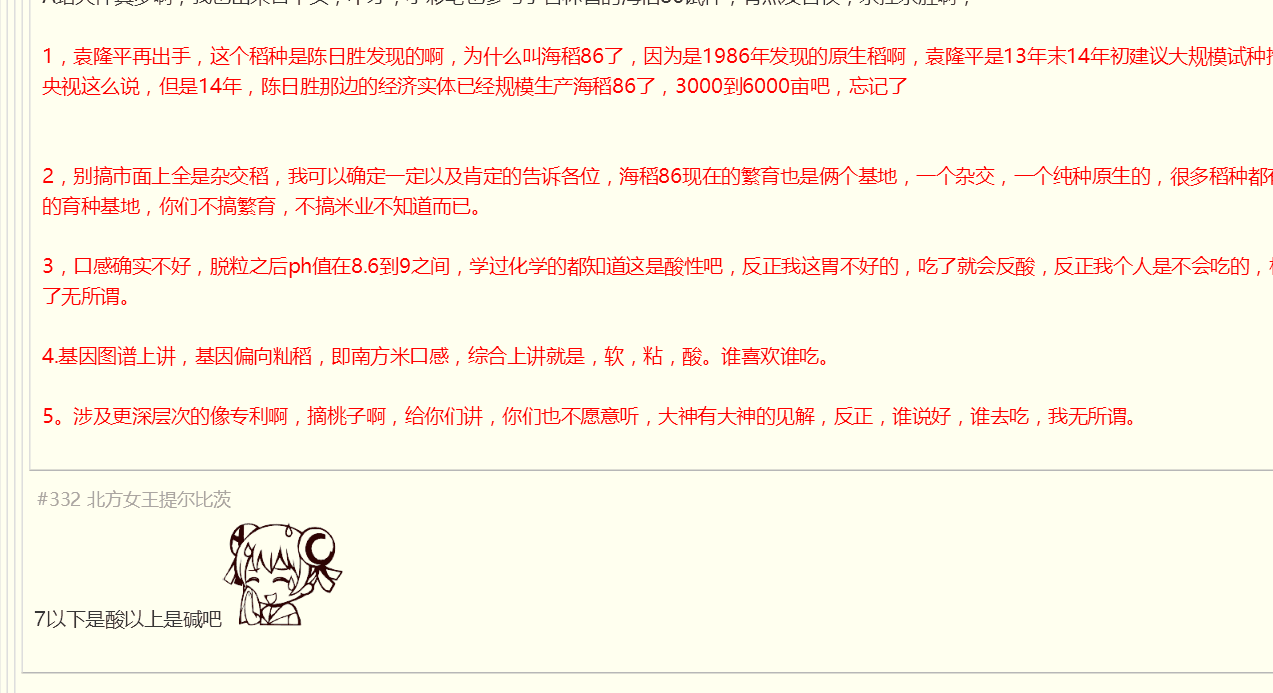 1，袁隆平再出手，这个稻种是陈日胜发现的啊，为什么叫海稻86了，因为是1986年发现的原生稻啊，袁隆平是13年末14年初建议大规模试种
央视这么说，但是14年，陈日胜那边的经济实体已经规模生产海稻86了，3000到6000亩吧，忘记了
2，别搞市面上全是杂交稻，我可以确定一定以及肯定的告诉各位，海稻86现在的繁育也是俩个基地，一个杂交，一个纯种原生的，很多稻种都有
的育种基地，你们不搞繁育，不搞米业不知道而已。
3，口感确实不好，脱粒之后ph值在8.6到9之间，学过化学的都知道这是酸性吧，反正我这胃不好的，吃了就会反酸，反正我个人是不会吃的，
了无所谓。
4.基因图谱上讲，基因偏向籼稻，即南方米口感，综合上讲就是，软，粘，酸。谁喜欢谁吃。
5。涉及更深层次的像专利啊，摘桃子啊，给你们讲，你们也不愿意听，大神有大神的见解，反正，谁说好，谁去吃，我无所谓。
#332 北方女王提尔比茨
7以下是酸以上是碱吧